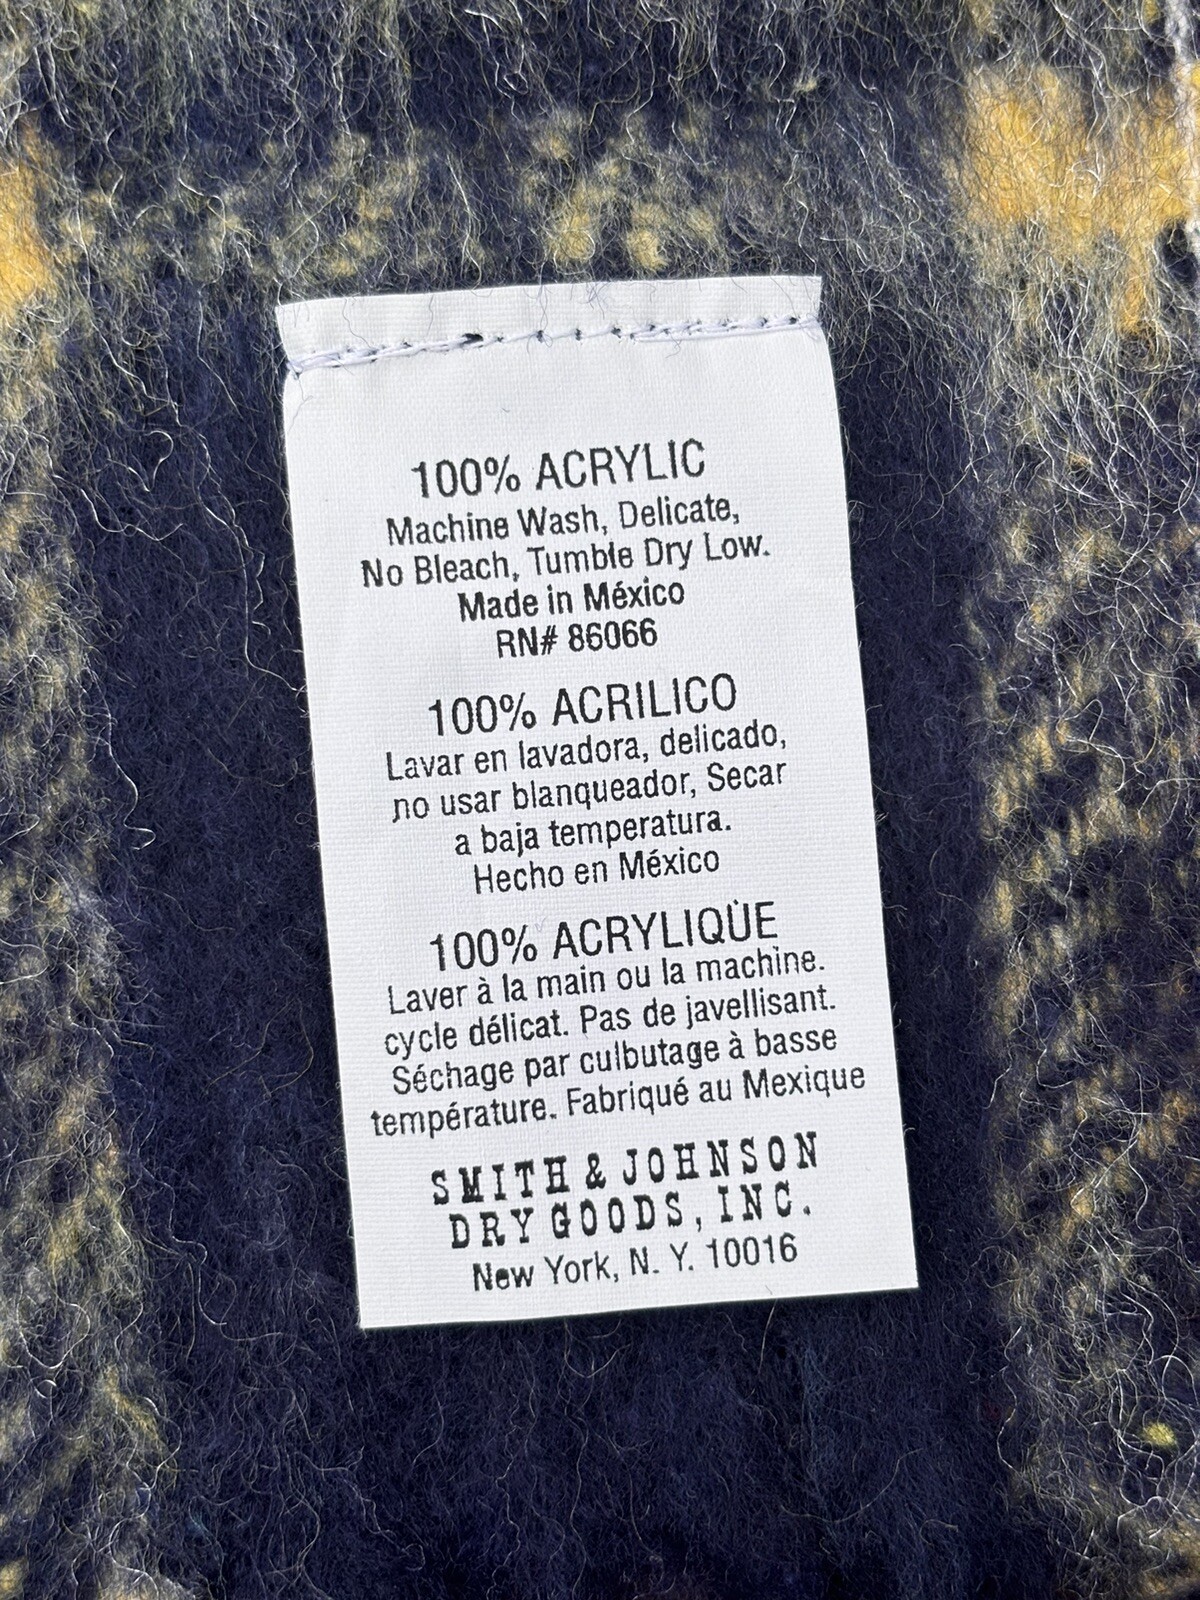 100% ACRYLIC
Machine Wash, Delicate,
No Bleach, Tumble Dry Low.
Made in México
RN# 86066
100% ACRILICO
Lavar en lavadora, delicado,
no usar blanqueador, Secar
a baja temperatura.
Hecho en México
100% ACRYLIQÙE
Laver à la main ou la machine.
cycle délicat. Pas de javellisant.
Séchage par culbutage à basse
température. Fabriqué au Mexique
SMITH & JOHNSON
DRY GOODS, INC.
New York, N. Y. 10016